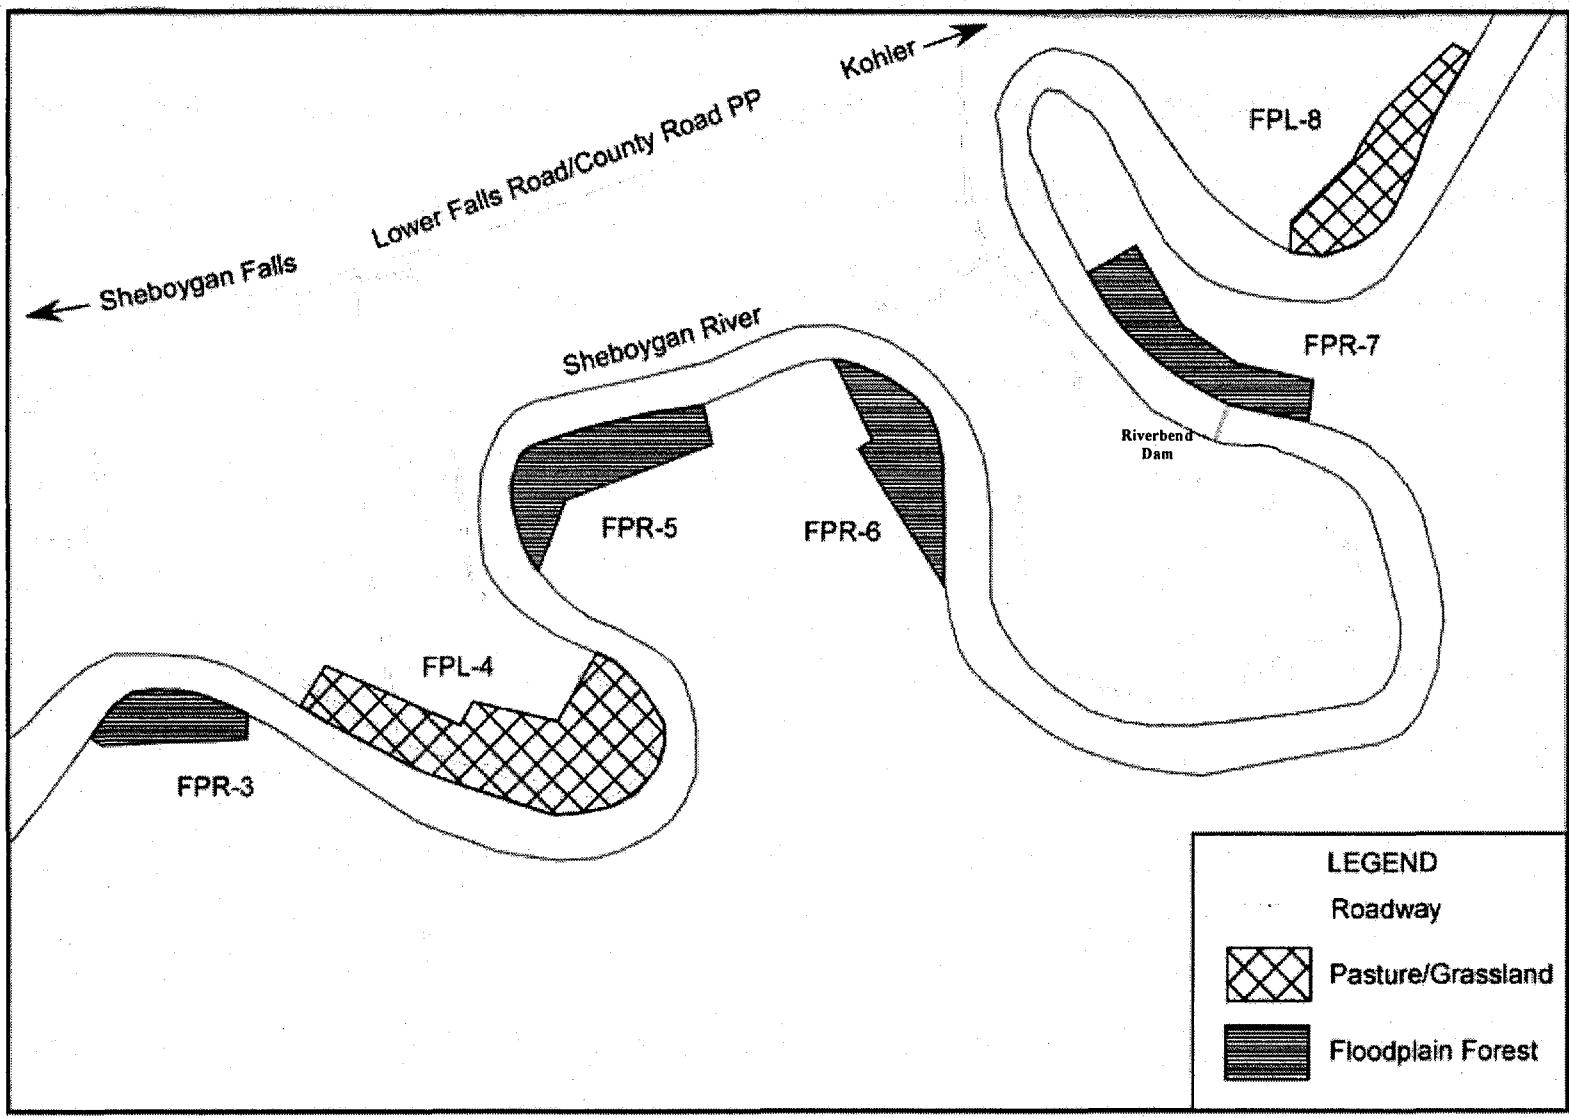 Kohler
Lower Falls Road/County Road PP
Sheboygan Falls
FPL-8
Sheboygan River
FPR-7
Riverbend
Dam
FPR-5
FPR-6
FPL-4
FPR-3
LEGEND
Roadway
Pasture/Grassland
Floodplain Forest